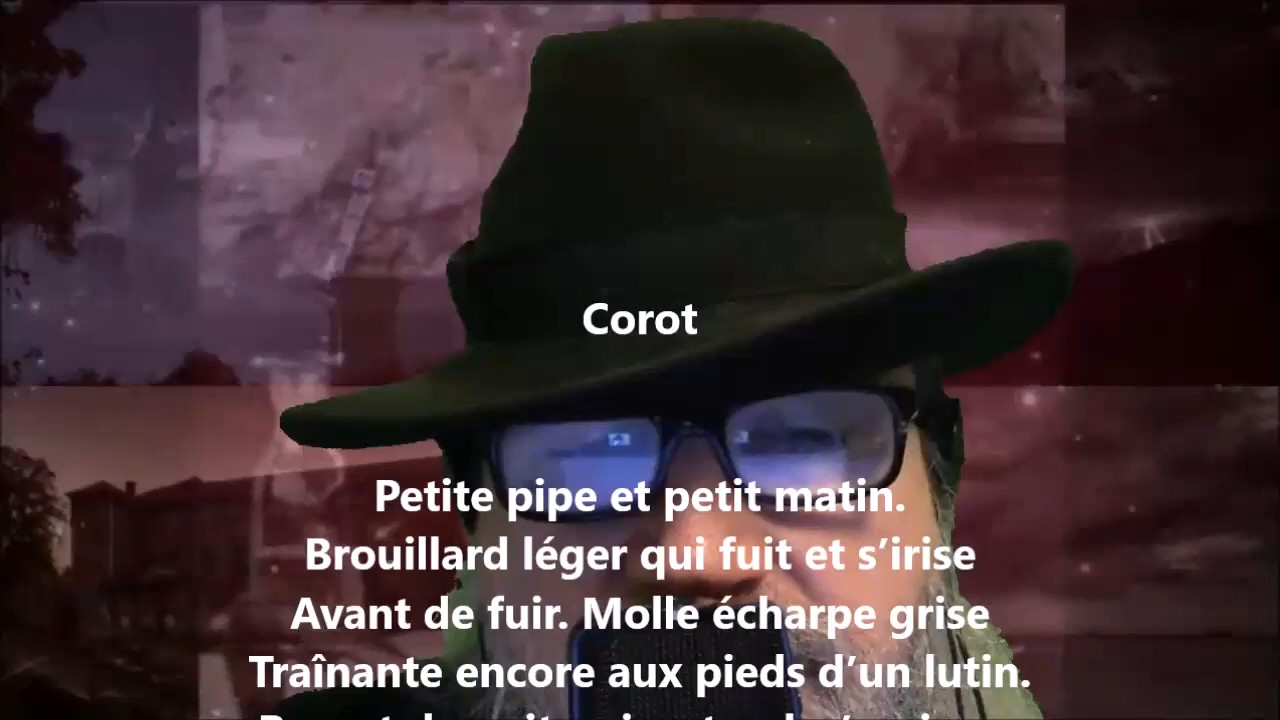 Corot
Petite pipe et petit matin.
Brouillard léger qui fuit et s’irise
Avant de fuir. Molle écharpe grise
Traînante encore aux pieds d’un lutin.